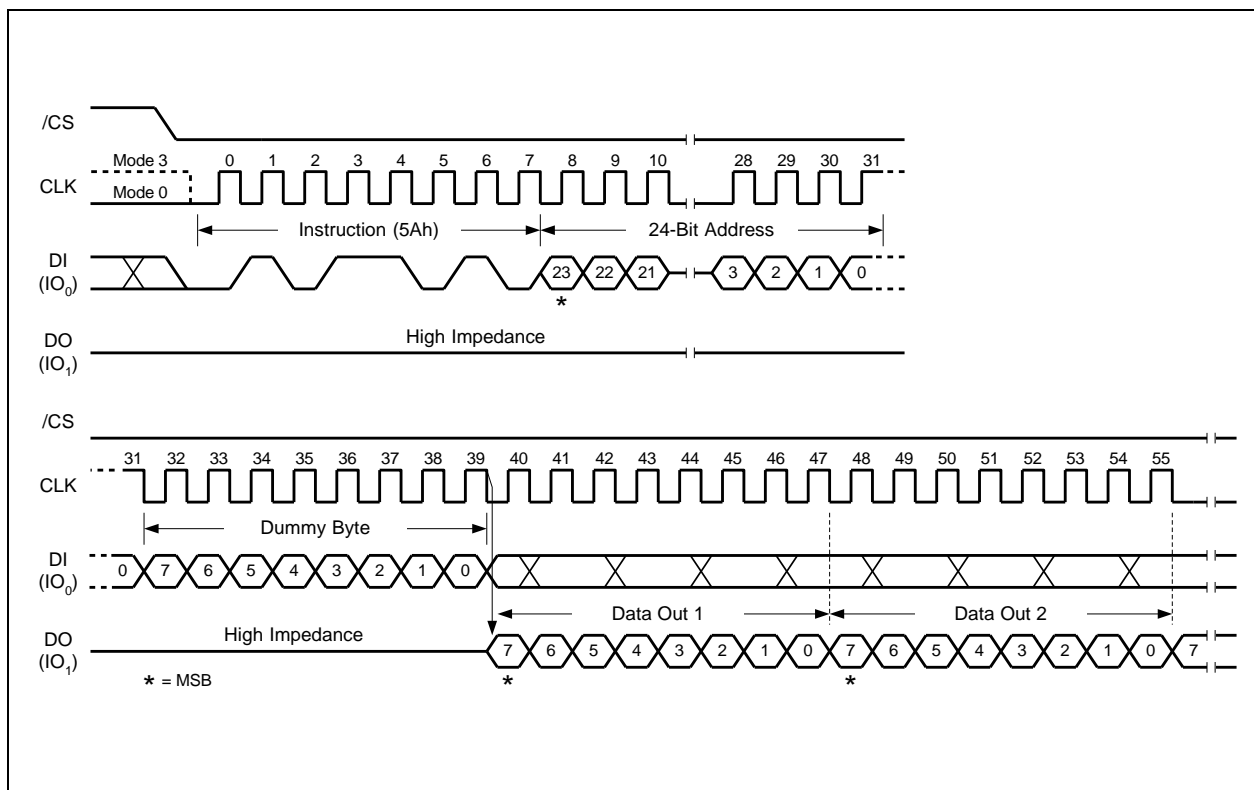 /CS
Mode 3
0 1 2 3 4 5 6 7 8 9 10 28 29 30 31
CLK
Mode 0
Instruction (5Ah)
24-Bit Address
DI
(IO0)
23 22 21 3 2 1 0
*
DO
(IO1)
High Impedance
/CS
31 32 33 34 35 36 37 38 39 40 41 42 43 44 45 46 47 48 49 50 51 52 53 54 55
CLK
Dummy Byte
DI
(IO0)
0 7 6 5 4 3 2 1 0
Data Out 1
Data Out 2
DO
(IO1)
High Impedance
7 6 5 4 3 2 1 0 7 6 5 4 3 2 1 0 7
* = MSB
* *